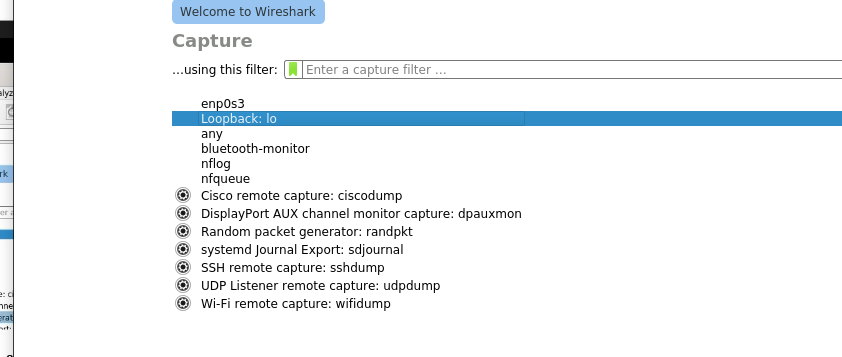 Welcome to Wireshark
Capture
...using this filter: Enter a capture filter ...
enp0s3
Loopback: lo
any
bluetooth-monitor
nflog
nfqueue
Cisco remote capture: ciscodump
DisplayPort AUX channel monitor capture: dpauxmon
Random packet generator: randpkt
systemd Journal Export: sdjournal
SSH remote capture: sshdump
UDP Listener remote capture: udpdump
Wi-Fi remote capture: wifidump